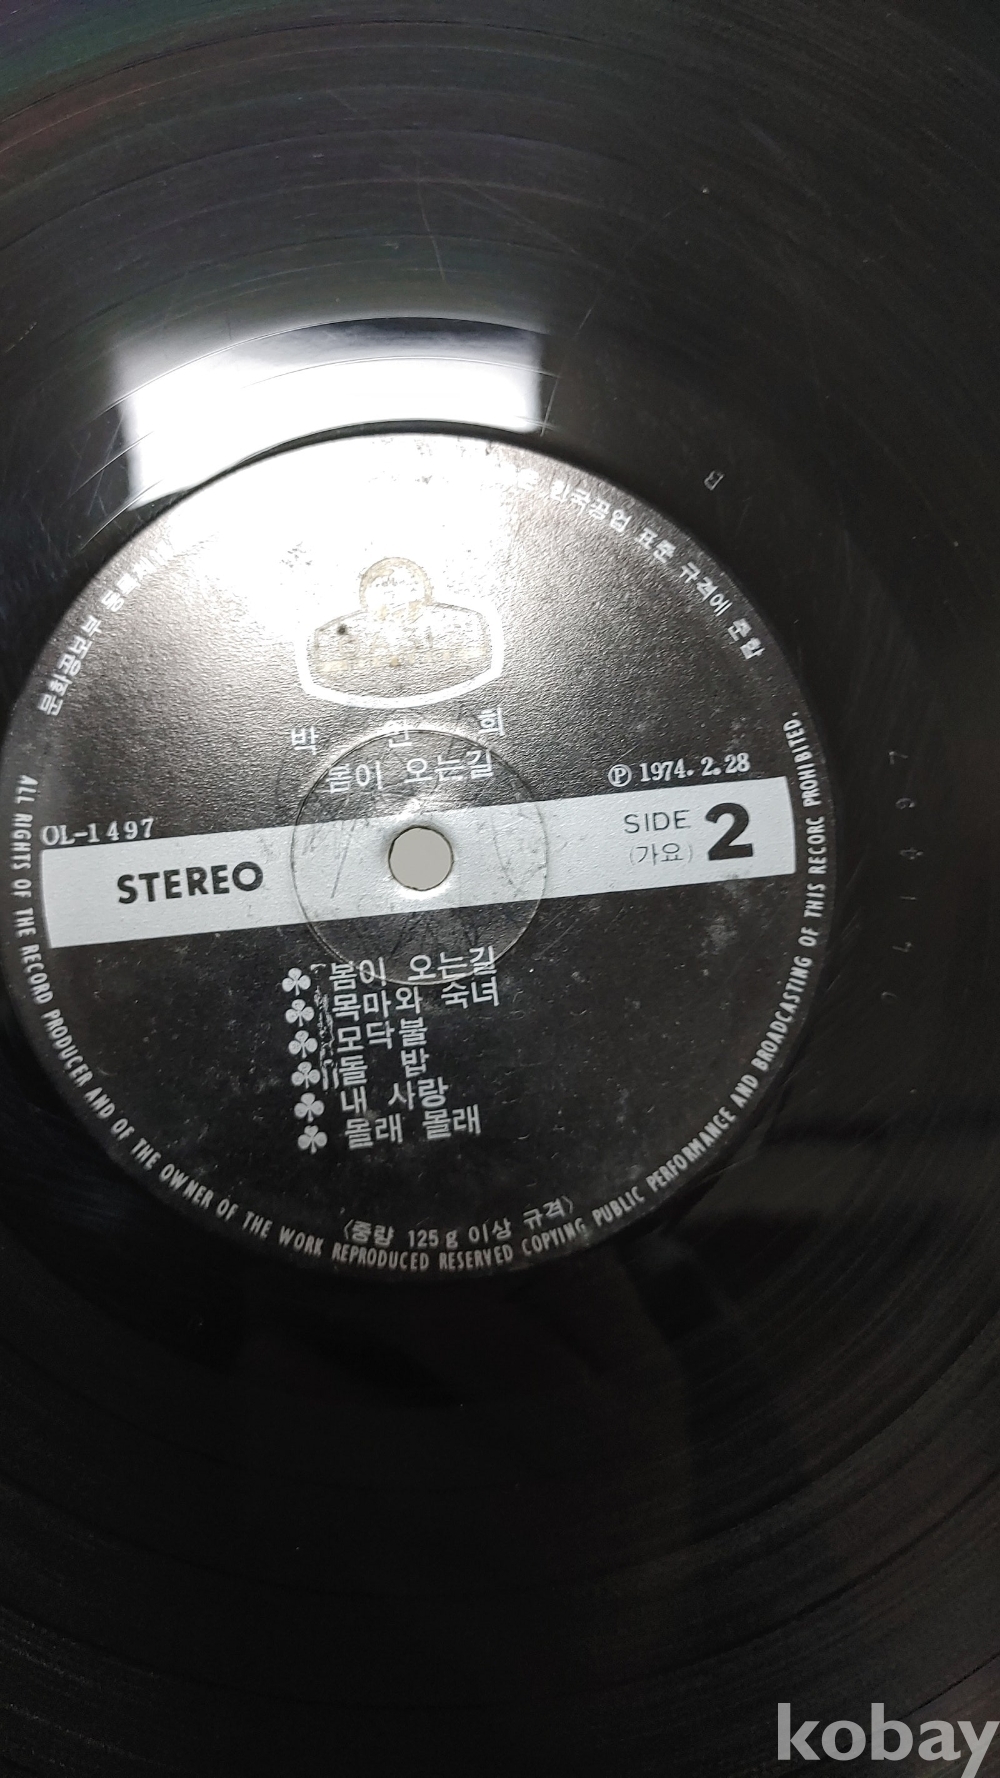 문화공보부 등록
한국공업 표준 규격에 준함
박 인 희
봄이 오는길
Ⓟ 1974. 2. 28
OL-1497
STEREO
SIDE 2
(가요)
♣ 봄이 오는길
♣ 목마와 숙녀
♣ 모닥불
♣ 돌 밥
♣ 내 사랑
♣ 몰래 몰래
〈중량 125g 이상 규격〉
ALL RIGHTS OF THE RECORD PRODUCER AND OF THE OWNER OF THE WORK REPRODUCED RESERVED COPYING PUBLIC PERFORMANCE AND BROADCASTING OF THIS RECORC PROHIBITED.
kobay